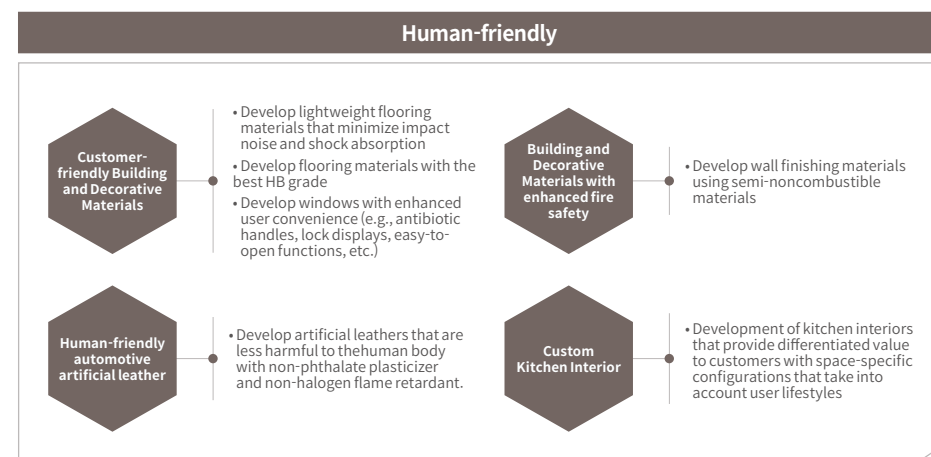 Human-friendly
Customer-
friendly Building
and Decorative
Materials
• Develop lightweight flooring
materials that minimize impact
noise and shock absorption
• Develop flooring materials with the
best HB grade
• Develop windows with enhanced
user convenience (e.g., antibiotic
handles, lock displays, easy-to-
open functions, etc.)
Building and
Decorative
Materials with
enhanced fire
safety
• Develop wall finishing materials
using semi-noncombustible
materials
Human-friendly
automotive
artificial leather
• Develop artificial leathers that are
less harmful to thehuman body
with non-phthalate plasticizer
and non-halogen flame retardant.
Custom
Kitchen Interior
• Development of kitchen interiors
that provide differentiated value
to customers with space-specific
configurations that take into
account user lifestyles